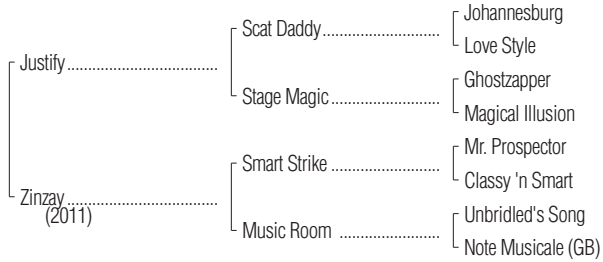 Johannesburg
Scat Daddy
Love Style
Justify
Ghostzapper
Stage Magic
Magical Illusion
Mr. Prospector
Smart Strike
Classy 'n Smart
Zinzay
(2011)
Unbridled's Song
Music Room
Note Musicale (GB)